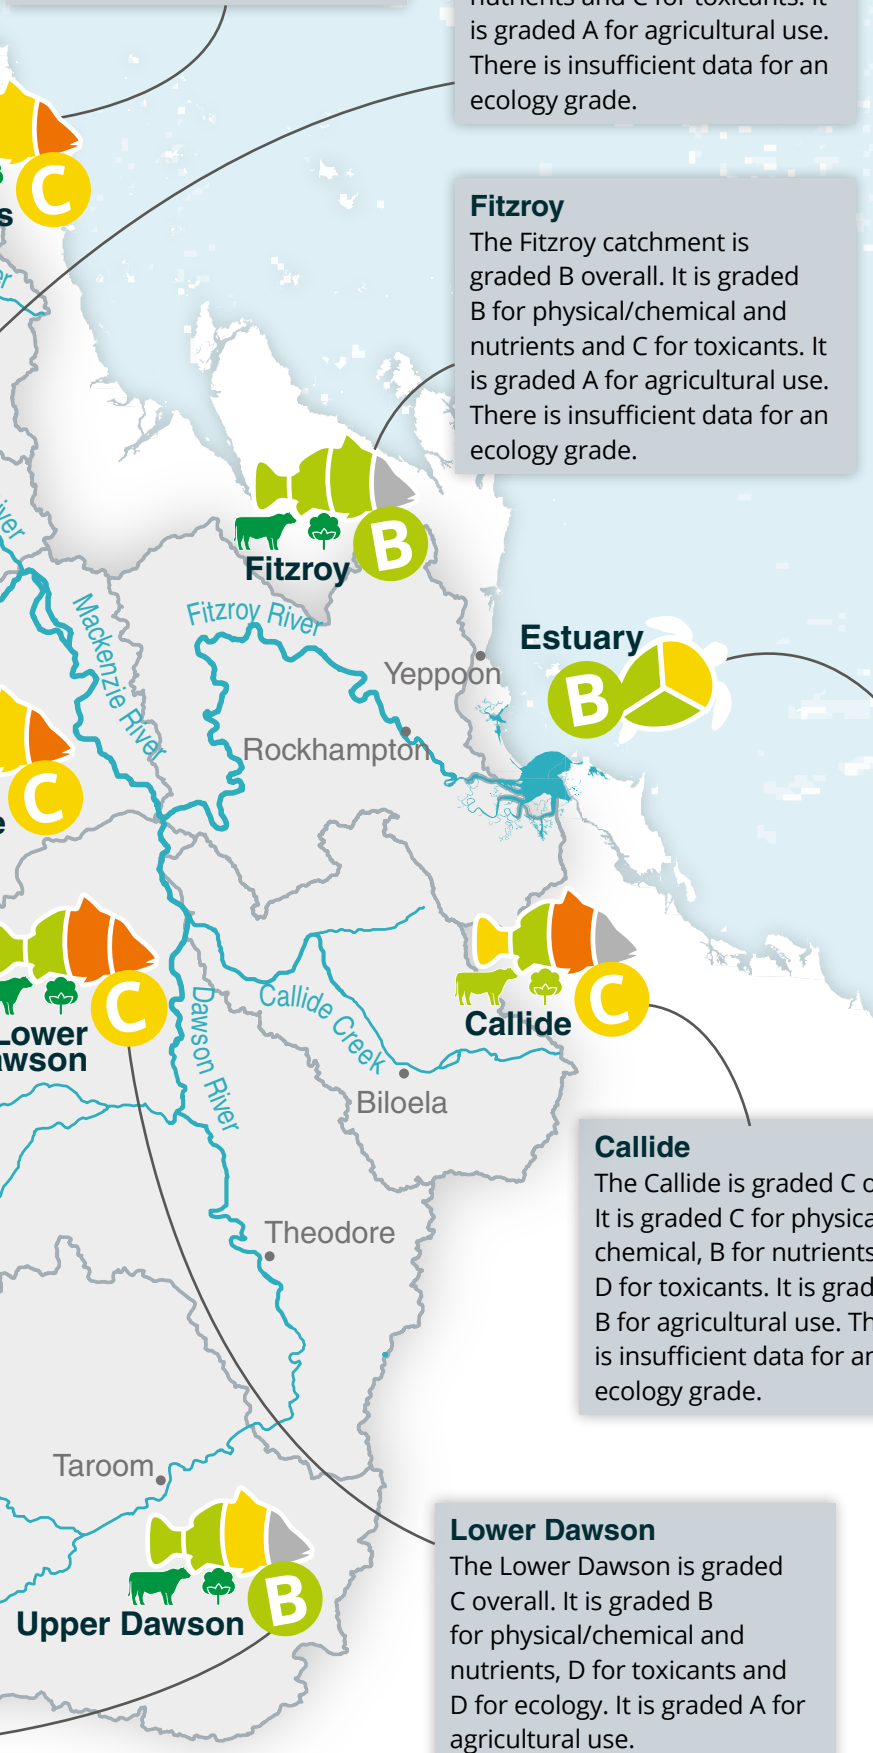 is graded A for agricultural use.
There is insufficient data for an
ecology grade.
C
Fitzroy
The Fitzroy catchment is
graded B overall. It is graded
B for physical/chemical and
nutrients and C for toxicants. It
is graded A for agricultural use.
There is insufficient data for an
ecology grade.
B
Fitzroy
Fitzroy River
Mackenzie River
Yeppoon
Estuary
B
Rockhampton
C
C
Lower
Callide
C
Callide Creek
Dawson River
Biloela
Callide
The Callide is graded C
It is graded C for
chemical, B for nutrients
D for toxicants. It is
B for agricultural use.
is insufficient data for
ecology grade.
Theodore
Taroom
B
Upper Dawson
Lower Dawson
The Lower Dawson is graded
C overall. It is graded B
for physical/chemical and
nutrients, D for toxicants and
D for ecology. It is graded A for
agricultural use.